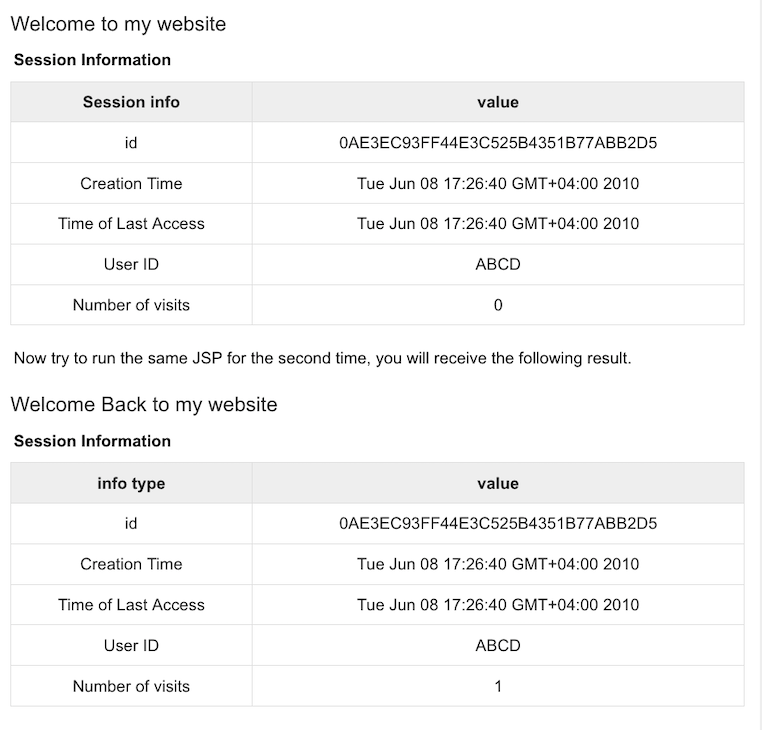 Welcome to my website
Session Information
Session info value
id 0AE3EC93FF44E3C525B4351B77ABB2D5
Creation Time Tue Jun 08 17:26:40 GMT+04:00 2010
Time of Last Access Tue Jun 08 17:26:40 GMT+04:00 2010
User ID ABCD
Number of visits 0
Now try to run the same JSP for the second time, you will receive the following result.
Welcome Back to my website
Session Information
info type value
id 0AE3EC93FF44E3C525B4351B77ABB2D5
Creation Time Tue Jun 08 17:26:40 GMT+04:00 2010
Time of Last Access Tue Jun 08 17:26:40 GMT+04:00 2010
User ID ABCD
Number of visits 1